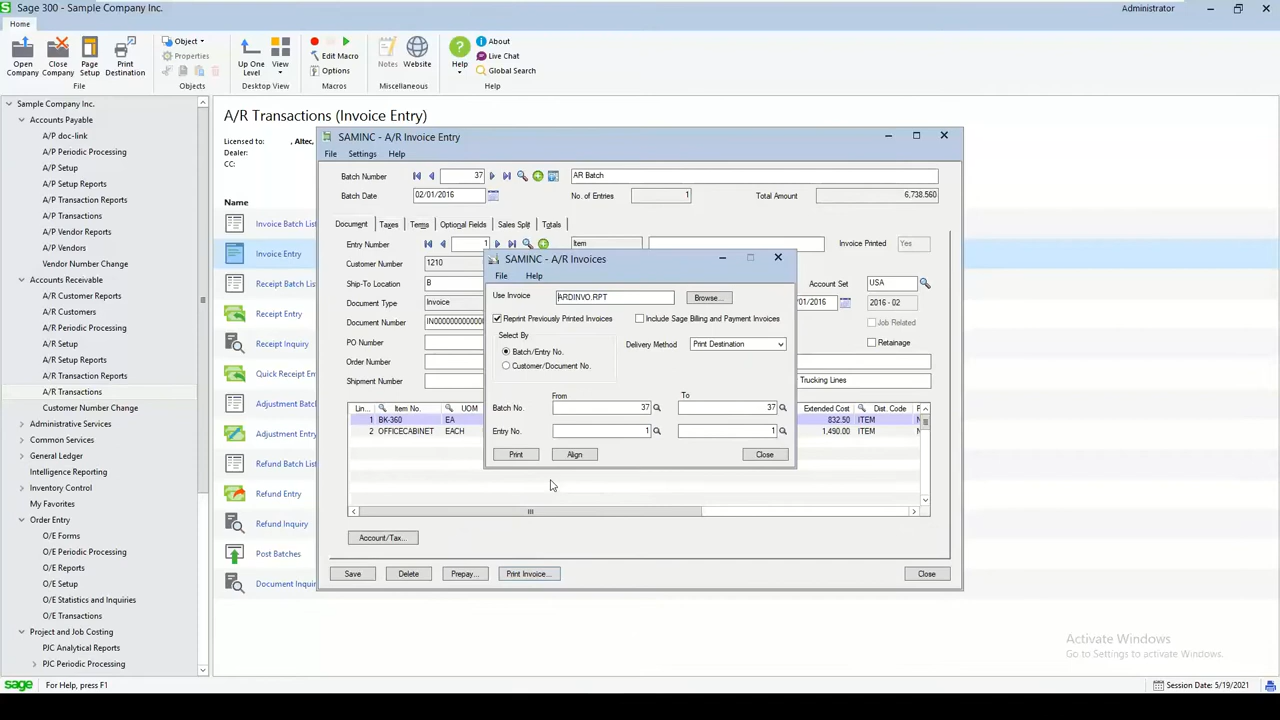 Sage 300 - Sample Company Inc.
Administrator
Home
Open Company
Close Company
Page Setup
Print Destination
File
Object
Properties
Objects
Up One Level
View
Desktop View
Edit Macro
Options
Macros
Notes
Website
Miscellaneous
Help
About
Live Chat
Global Search
Help
Sample Company Inc.
Accounts Payable
A/P doc-link
A/P Periodic Processing
A/P Setup
A/P Setup Reports
A/P Transaction Reports
A/P Transactions
A/P Vendor Reports
A/P Vendors
Vendor Number Change
Accounts Receivable
A/R Customer Reports
A/R Customers
A/R Periodic Processing
A/R Setup
A/R Setup Reports
A/R Transaction Reports
A/R Transactions
Customer Number Change
Administrative Services
Common Services
General Ledger
Intelligence Reporting
Inventory Control
My Favorites
Order Entry
O/E Forms
O/E Periodic Processing
O/E Reports
O/E Setup
O/E Statistics and Inquiries
O/E Transactions
Project and Job Costing
PJC Analytical Reports
PJC Periodic Processing
A/R Transactions (Invoice Entry)
Licensed to: , Altec,
Dealer:
CC:
Name
Invoice Batch List
Invoice Entry
Receipt Batch List
Receipt Entry
Receipt Inquiry
Quick Receipt En
Adjustment Batch
Adjustment Entry
Refund Batch List
Refund Entry
Refund Inquiry
Post Batches
Document Inquir
SAMINC - A/R Invoice Entry
File Settings Help
Batch Number 37 AR Batch
Batch Date 02/01/2016 No. of Entries 1 Total Amount 6,738.560
Document Taxes Terms Optional Fields Sales Split Totals
Entry Number 1 Item Invoice Printed Yes
Customer Number 1210
Ship-To Location B Account Set USA
Document Type Invoice 01/2016 2016 - 02
Document Number IN0000000000 Job Related
PO Number Retainage
Order Number
Shipment Number Trucking Lines
Lin... Item No. UOM Extended Cost Dist. Code
1 BK-360 EA 832.50 ITEM
2 OFFICECABINET EACH 1,490.00 ITEM
Account/Tax...
Save Delete Prepay... Print Invoice... Close
SAMINC - A/R Invoices
File Help
Use Invoice ARDINVO.RPT Browse...
Reprint Previously Printed Invoices Include Sage Billing and Payment Invoices
Select By
Delivery Method Print Destination
Batch/Entry No.
Customer/Document No.
From To
Batch No. 37 37
Entry No. 1 1
Print Align Close
Activate Windows
Go to Settings to activate Windows.
sage For Help, press F1
Session Date: 5/19/2021